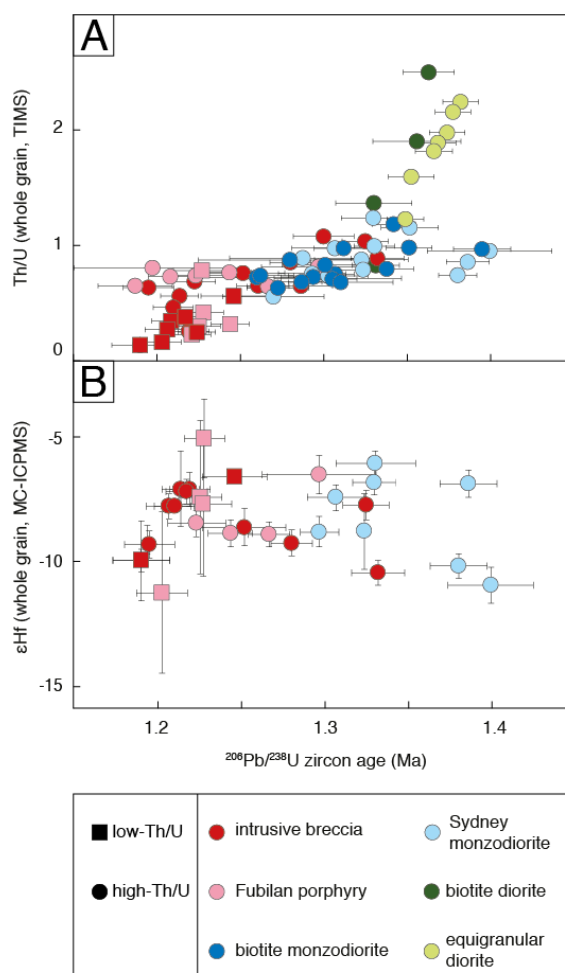 A
Th/U (whole grain, TIMS)
2
1
0
B
εHf (whole grain, MC-ICPMS)
-5
-10
-15
1.2
1.3
1.4
²⁰⁶Pb/²³⁸U zircon age (Ma)
low-Th/U
high-Th/U
intrusive breccia
Fubilan porphyry
biotite monzodiorite
Sydney
monzodiorite
biotite diorite
equigranular
diorite